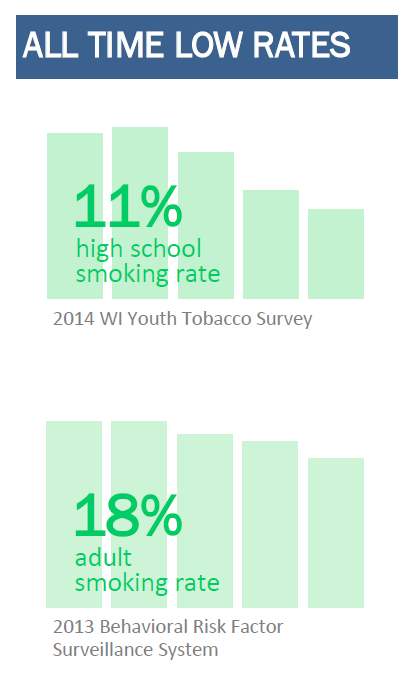 ALL TIME LOW RATES
11%
high school
smoking rate
2014 WI Youth Tobacco Survey
18%
adult
smoking rate
2013 Behavioral Risk Factor
Surveillance System